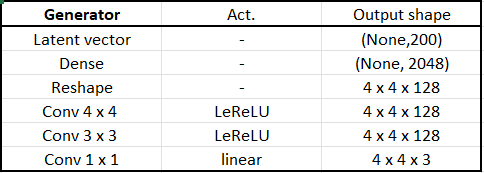 Generator Act. Output shape
Latent vector - (None,200)
Dense - (None, 2048)
Reshape - 4 x 4 x 128
Conv 4 x 4 LeReLU 4 x 4 x 128
Conv 3 x 3 LeReLU 4 x 4 x 128
Conv 1 x 1 linear 4 x 4 x 3